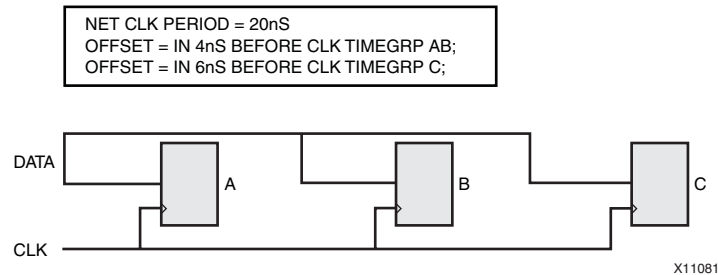 NET CLK PERIOD = 20nS
OFFSET = IN 4nS BEFORE CLK TIMEGRP AB;
OFFSET = IN 6nS BEFORE CLK TIMEGRP C;
DATA
A
B
C
CLK
X11081